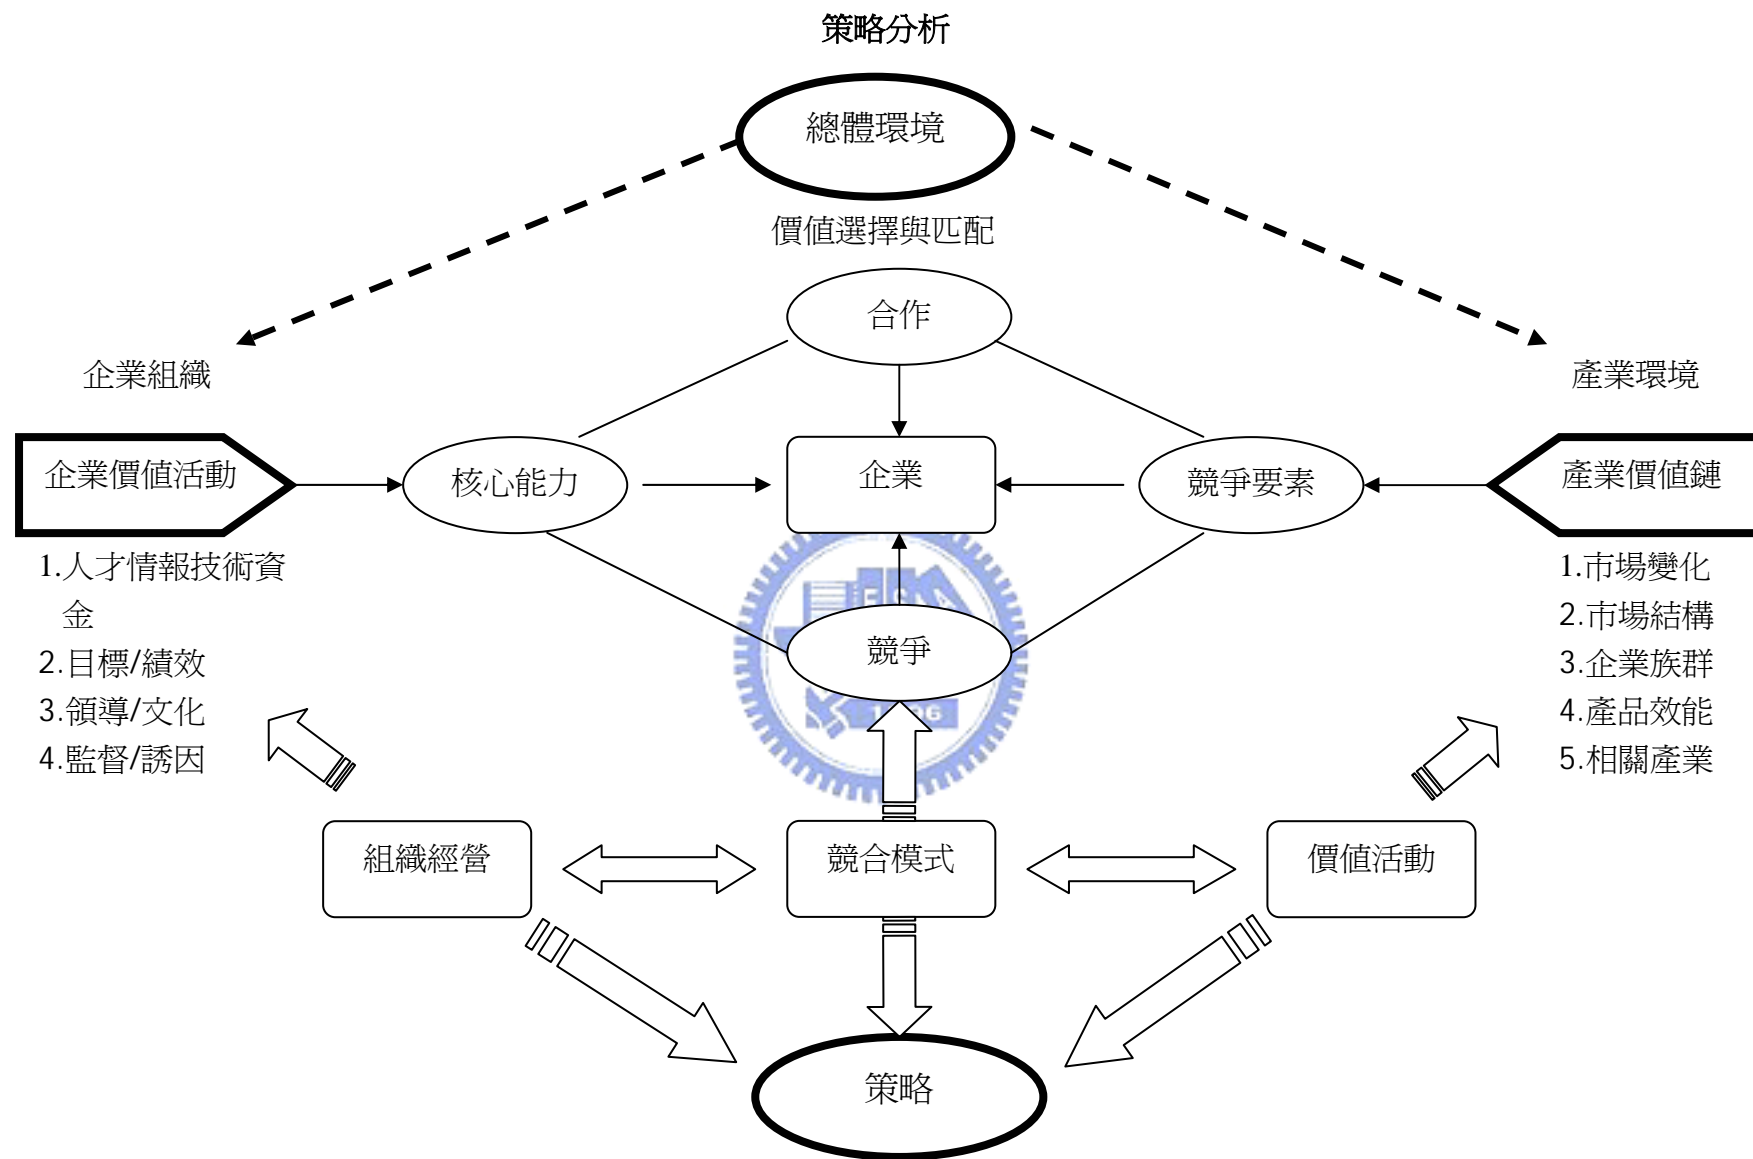 策略分析
總體環境
價值選擇與匹配
合作
企業組織
產業環境
企業價值活動
核心能力
企業
競爭要素
產業價值鏈
1.人才情報技術資
金
2.目標/績效
3.領導/文化
4.監督/誘因
競爭
1.市場變化
2.市場結構
3.企業族群
4.產品效能
5.相關產業
組織經營
競合模式
價值活動
策略